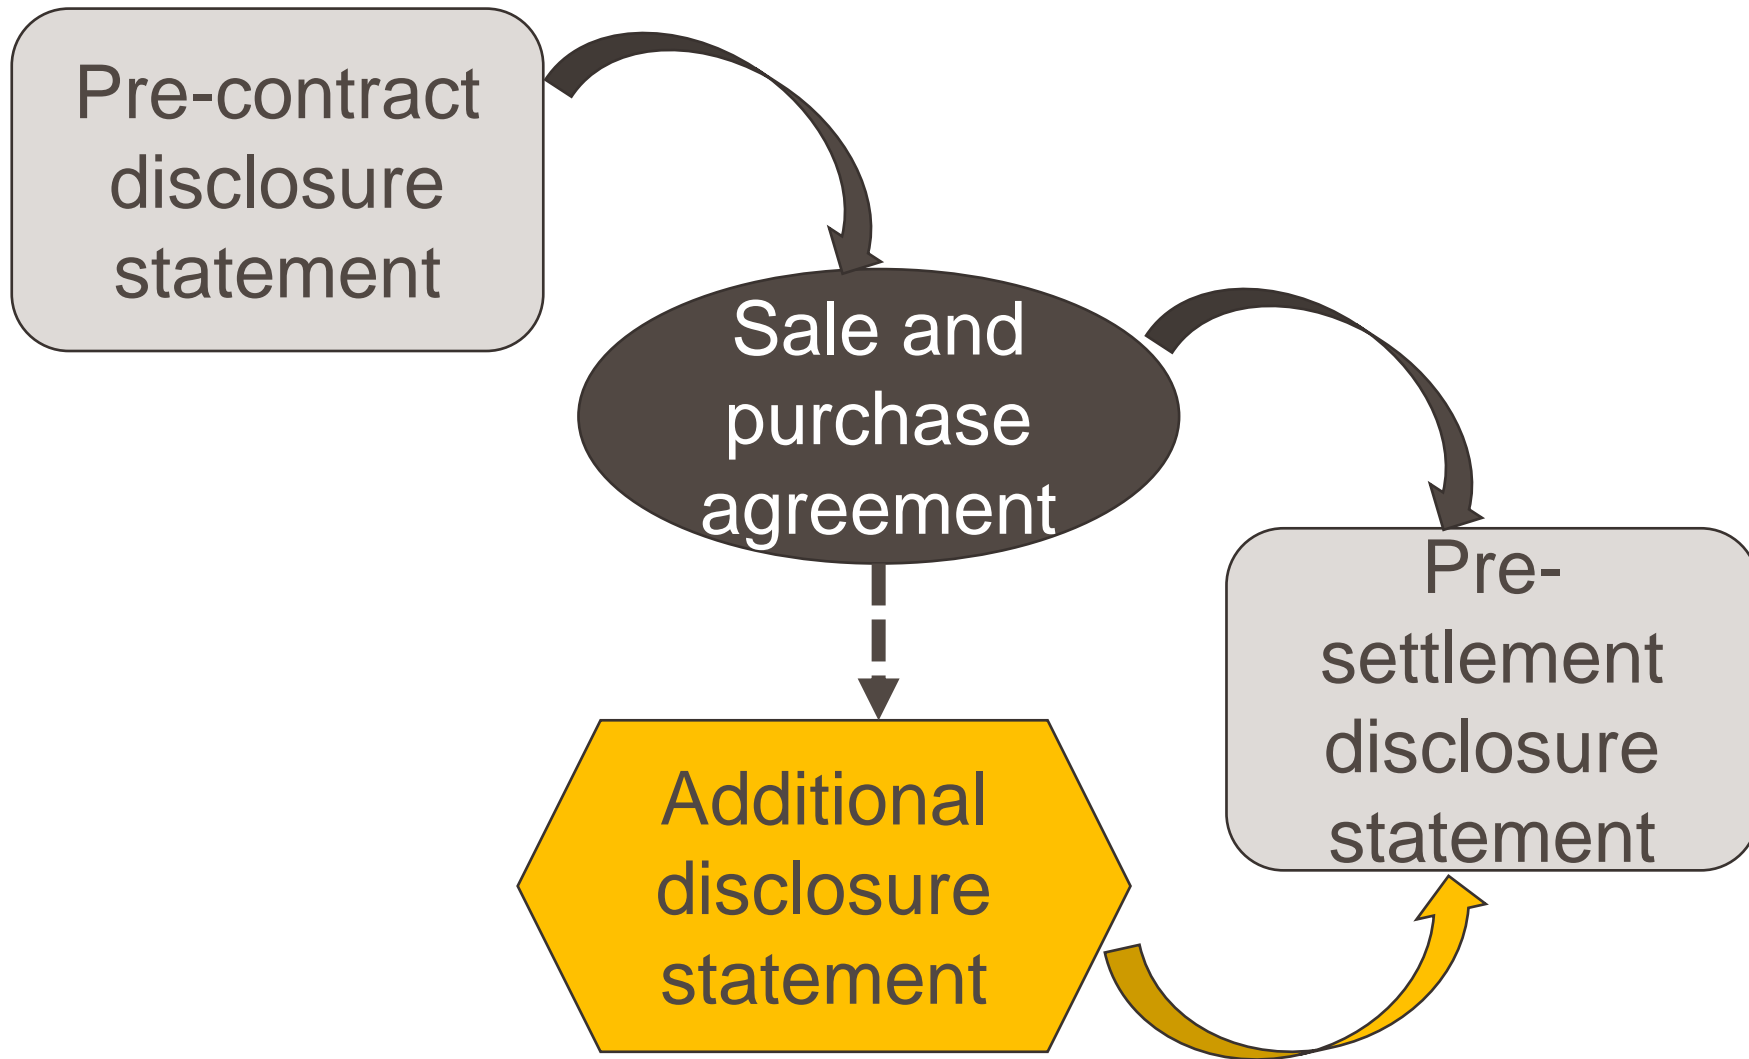 Pre-contract
disclosure
statement
Sale and
purchase
agreement
Pre-
settlement
disclosure
statement
Additional
disclosure
statement